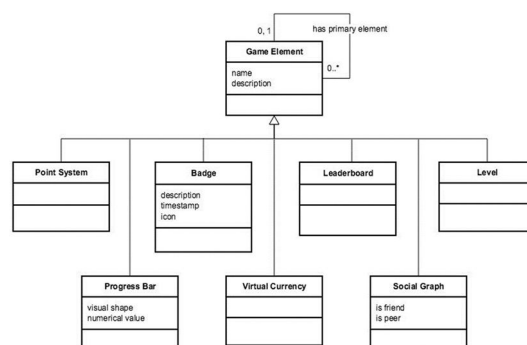 0, 1
has primary element
Game Element
0..*
name
description
Point System
Badge
description
timestamp
icon
Leaderboard
Level
Progress Bar
visual shape
numerical value
Virtual Currency
Social Graph
is friend
is peer